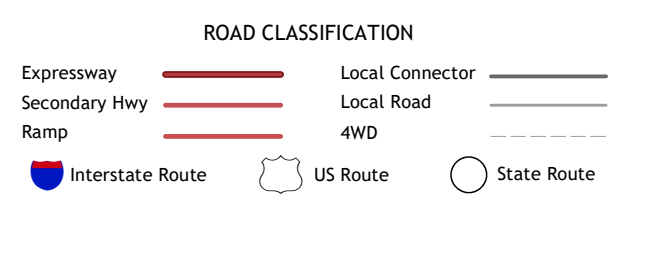 ROAD CLASSIFICATION
Expressway
Local Connector
Secondary Hwy
Local Road
Ramp
4WD
Interstate Route
US Route
State Route